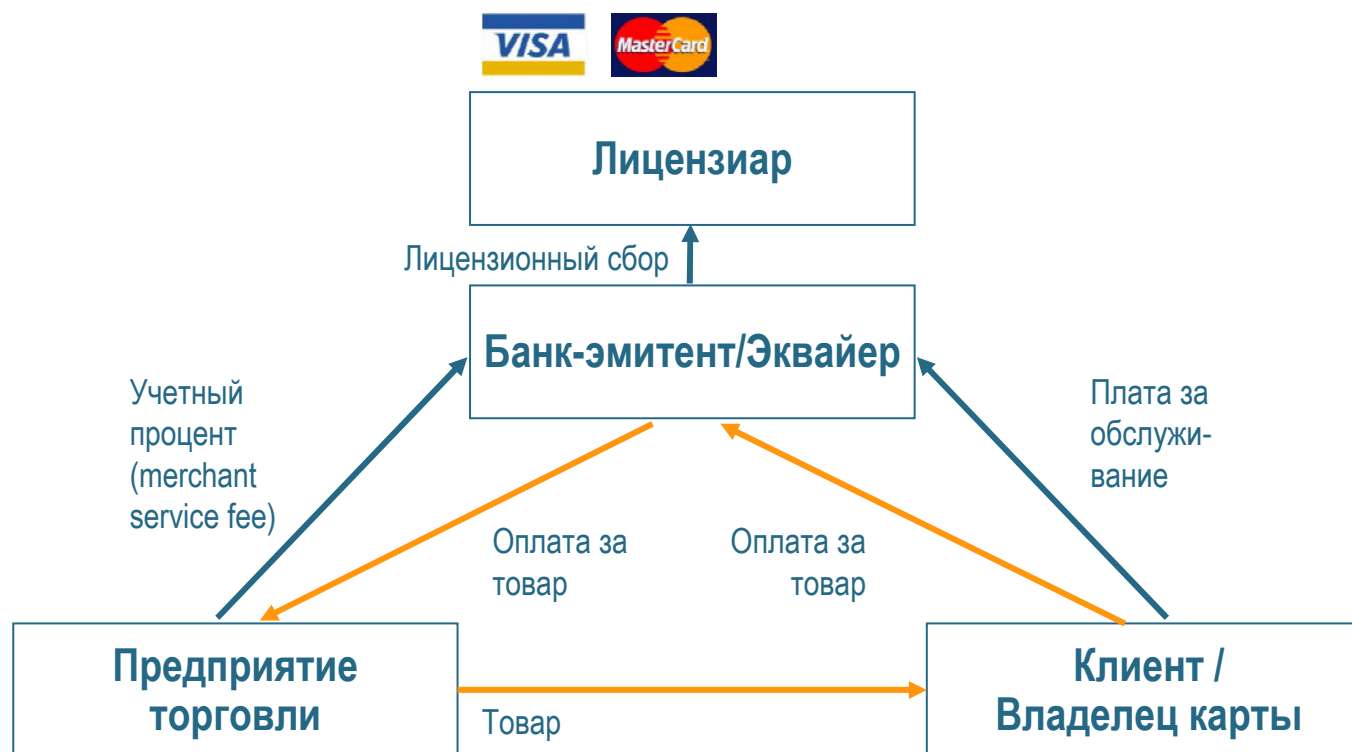 VISA
MasterCard
Лицензиар
Лицензионный сбор
Банк-эмитент/Эквайер
Учетный
процент
(merchant
service fee)
Плата за
обслужи-
вание
Оплата за
товар
Оплата за
товар
Предприятие
торговли
Товар
Клиент /
Владелец карты